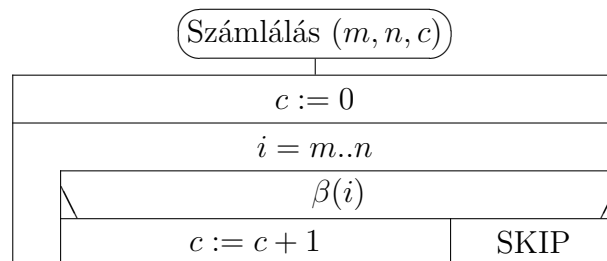 Számlálás (m, n, c)
c := 0
i = m..n
β(i)
c := c + 1 SKIP